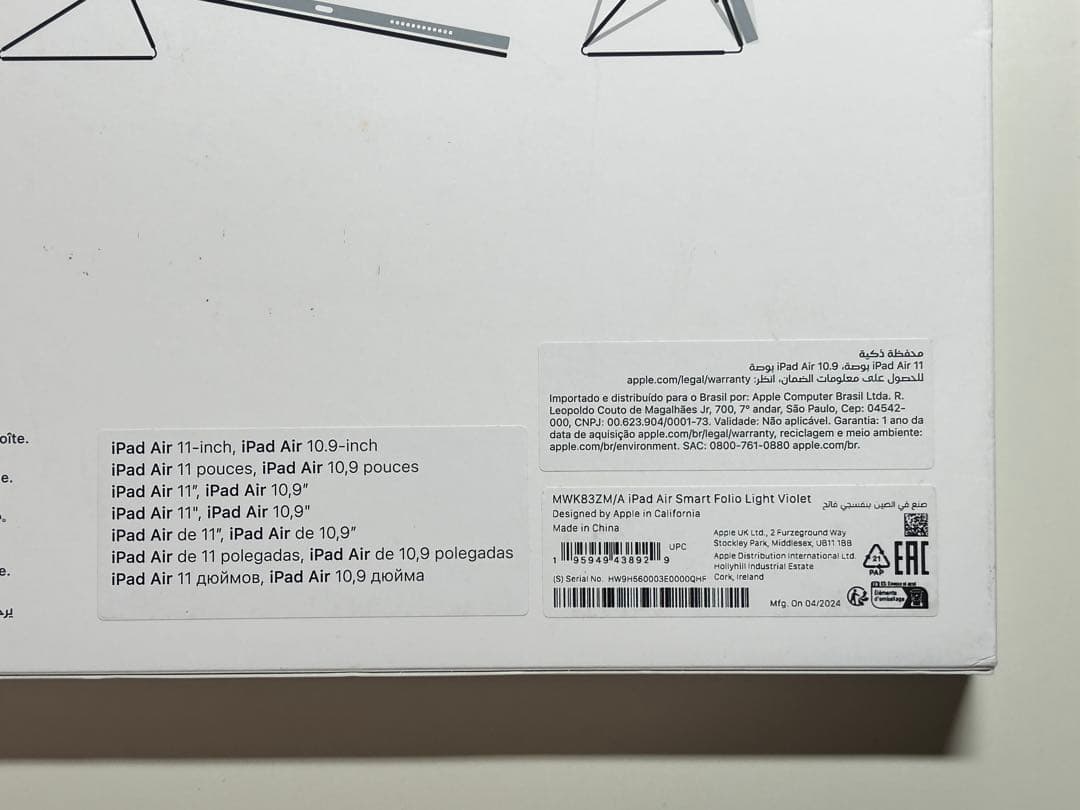 oîte.
e.
e.
iPad Air 11-inch, iPad Air 10.9-inch
iPad Air 11 pouces, iPad Air 10,9 pouces
iPad Air 11″, iPad Air 10,9″
iPad Air 11", iPad Air 10,9"
iPad Air de 11″, iPad Air de 10,9″
iPad Air de 11 polegadas, iPad Air de 10,9 polegadas
iPad Air 11 дюймов, iPad Air 10,9 дюйма
محفظة ذكية
iPad Air 11 بوصة، iPad Air 10.9 بوصة
للحصول على معلومات الضمان، انظر: apple.com/legal/warranty
Importado e distribuído para o Brasil por: Apple Computer Brasil Ltda. R.
Leopoldo Couto de Magalhães Jr, 700, 7° andar, São Paulo, Cep: 04542-
000, CNPJ: 00.623.904/0001-73. Validade: Não aplicável. Garantia: 1 ano da
data de aquisição apple.com/br/legal/warranty, reciclagem e meio ambiente:
apple.com/br/environment. SAC: 0800-761-0880 apple.com/br.
MWK83ZM/A iPad Air Smart Folio Light Violet
صنع في الصين بنفسجي فاتح
Designed by Apple in California
Made in China
UPC
1 95949 43892 9
(S) Serial No. HW9H560003E0000QHF
Apple UK Ltd., 2 Furzeground Way
Stockley Park, Middlesex, UB11 1BB
Apple Distribution International Ltd.
Hollyhill Industrial Estate
Cork, Ireland
Mfg. On 04/2024
21
PAP
EAC
Éléments
d'emballage